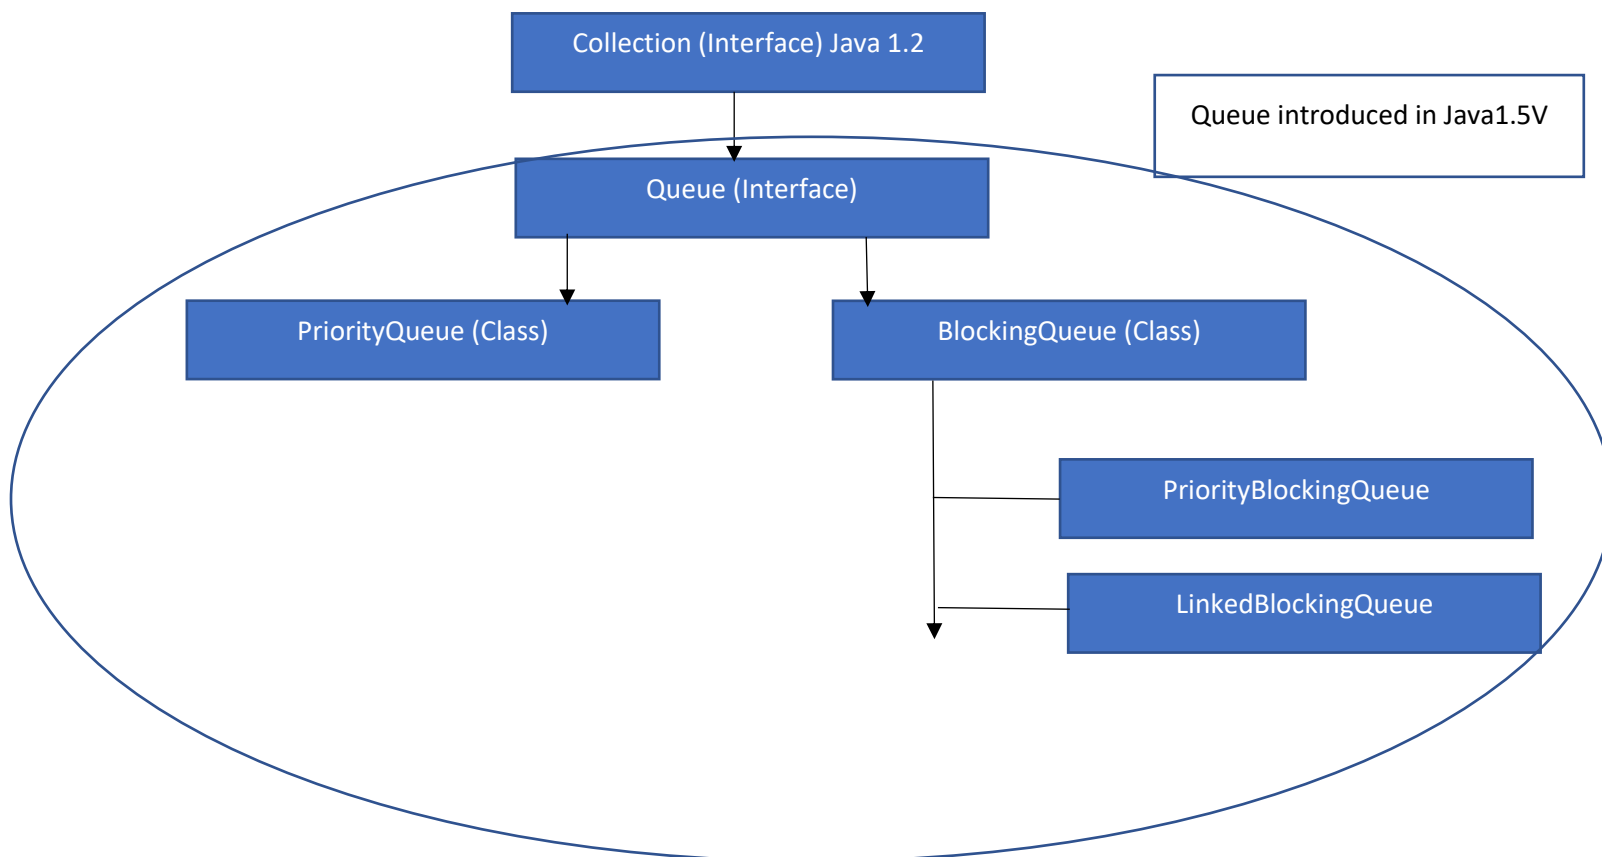 Collection (Interface) Java 1.2
Queue introduced in Java1.5V
Queue (Interface)
PriorityQueue (Class)
BlockingQueue (Class)
PriorityBlockingQueue
LinkedBlockingQueue